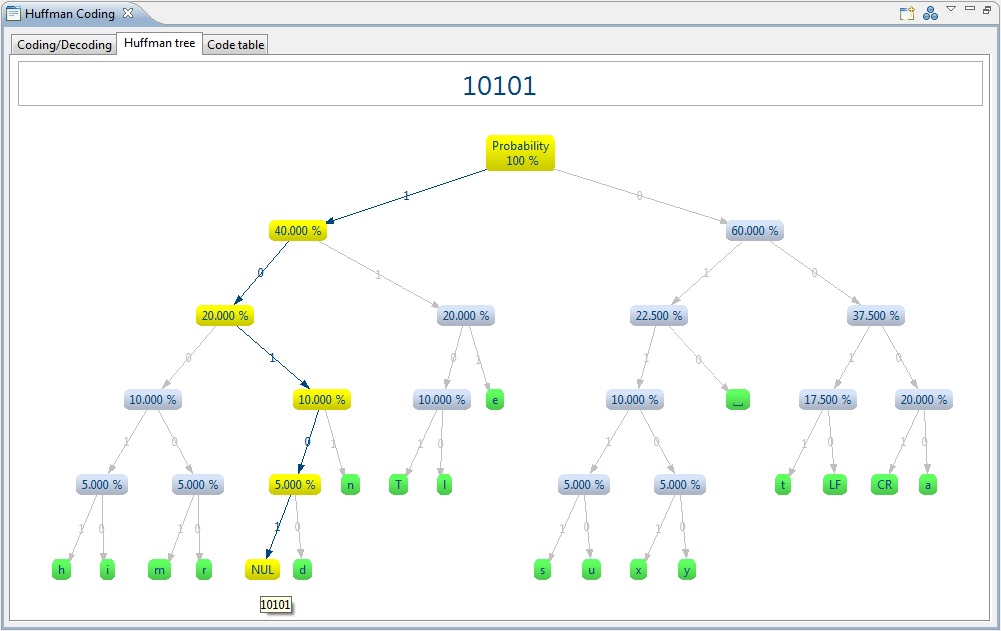 Huffman Coding
Coding/Decoding Huffman tree Code table
10101
Probability
100 %
1 0
40.000 % 60.000 %
0 1 1 0
20.000 % 20.000 % 22.500 % 37.500 %
0 1 0 1 1 0 1 0
10.000 % 10.000 % 10.000 % e 10.000 % ⎵ 17.500 % 20.000 %
1 0 0 1 1 0 1 0 1 0 1 0
5.000 % 5.000 % 5.000 % n T l 5.000 % 5.000 % t LF CR a
1 0 1 0 1 0 1 0 1 0
h i m r NUL d s u x y
10101